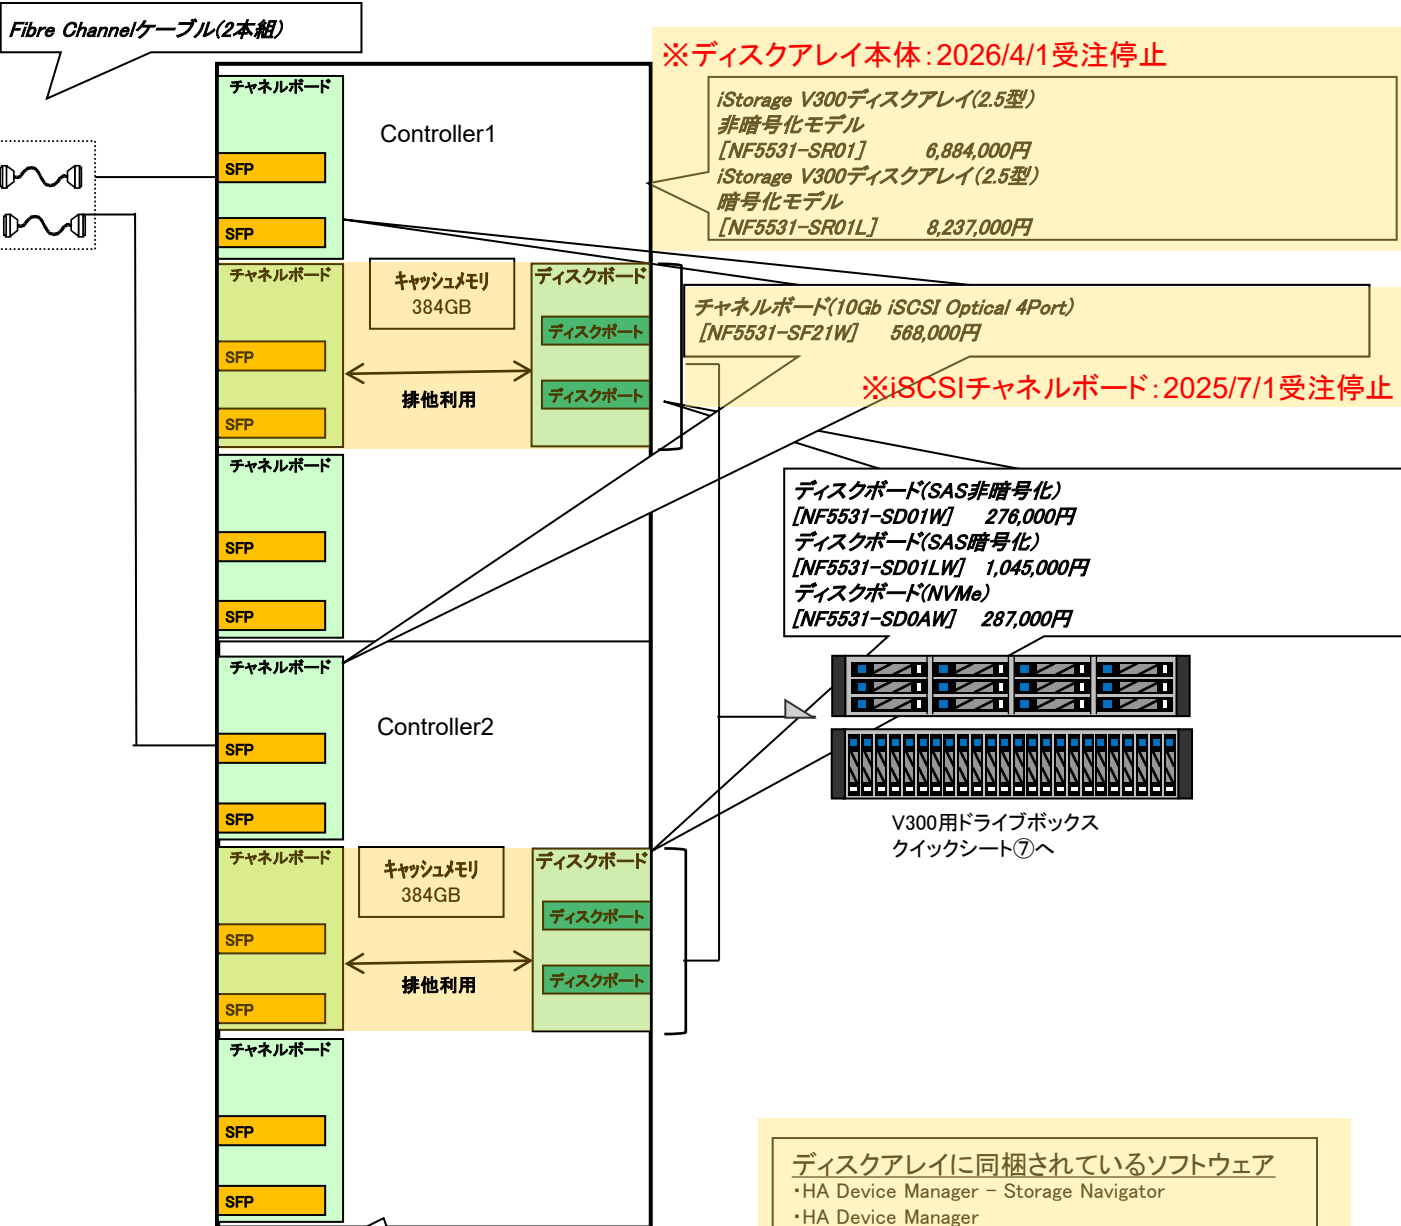 Fibre Channelケーブル(2本組)
※ディスクアレイ本体：2026/4/1受注停止
iStorage V300ディスクアレイ(2.5型)
非暗号化モデル
[NF5531-SR01] 6,884,000円
iStorage V300ディスクアレイ(2.5型)
暗号化モデル
[NF5531-SR01L] 8,237,000円
チャネルボード
Controller1
SFP
SFP
チャネルボード
キャッシュメモリ
384GB
ディスクボード
ディスクポート
SFP
ディスクポート
排他利用
SFP
チャネルボード(10Gb iSCSI Optical 4Port)
[NF5531-SF21W] 568,000円
※iSCSIチャネルボード：2025/7/1受注停止
チャネルボード
SFP
SFP
ディスクボード(SAS非暗号化)
[NF5531-SD01W] 276,000円
ディスクボード(SAS暗号化)
[NF5531-SD01LW] 1,045,000円
ディスクボード(NVMe)
[NF5531-SD0AW] 287,000円
チャネルボード
Controller2
SFP
SFP
V300用ドライブボックス
クイックシート⑦へ
チャネルボード
キャッシュメモリ
384GB
ディスクボード
ディスクポート
SFP
ディスクポート
排他利用
SFP
チャネルボード
SFP
SFP
ディスクアレイに同梱されているソフトウェア
・HA Device Manager - Storage Navigator
・HA Device Manager